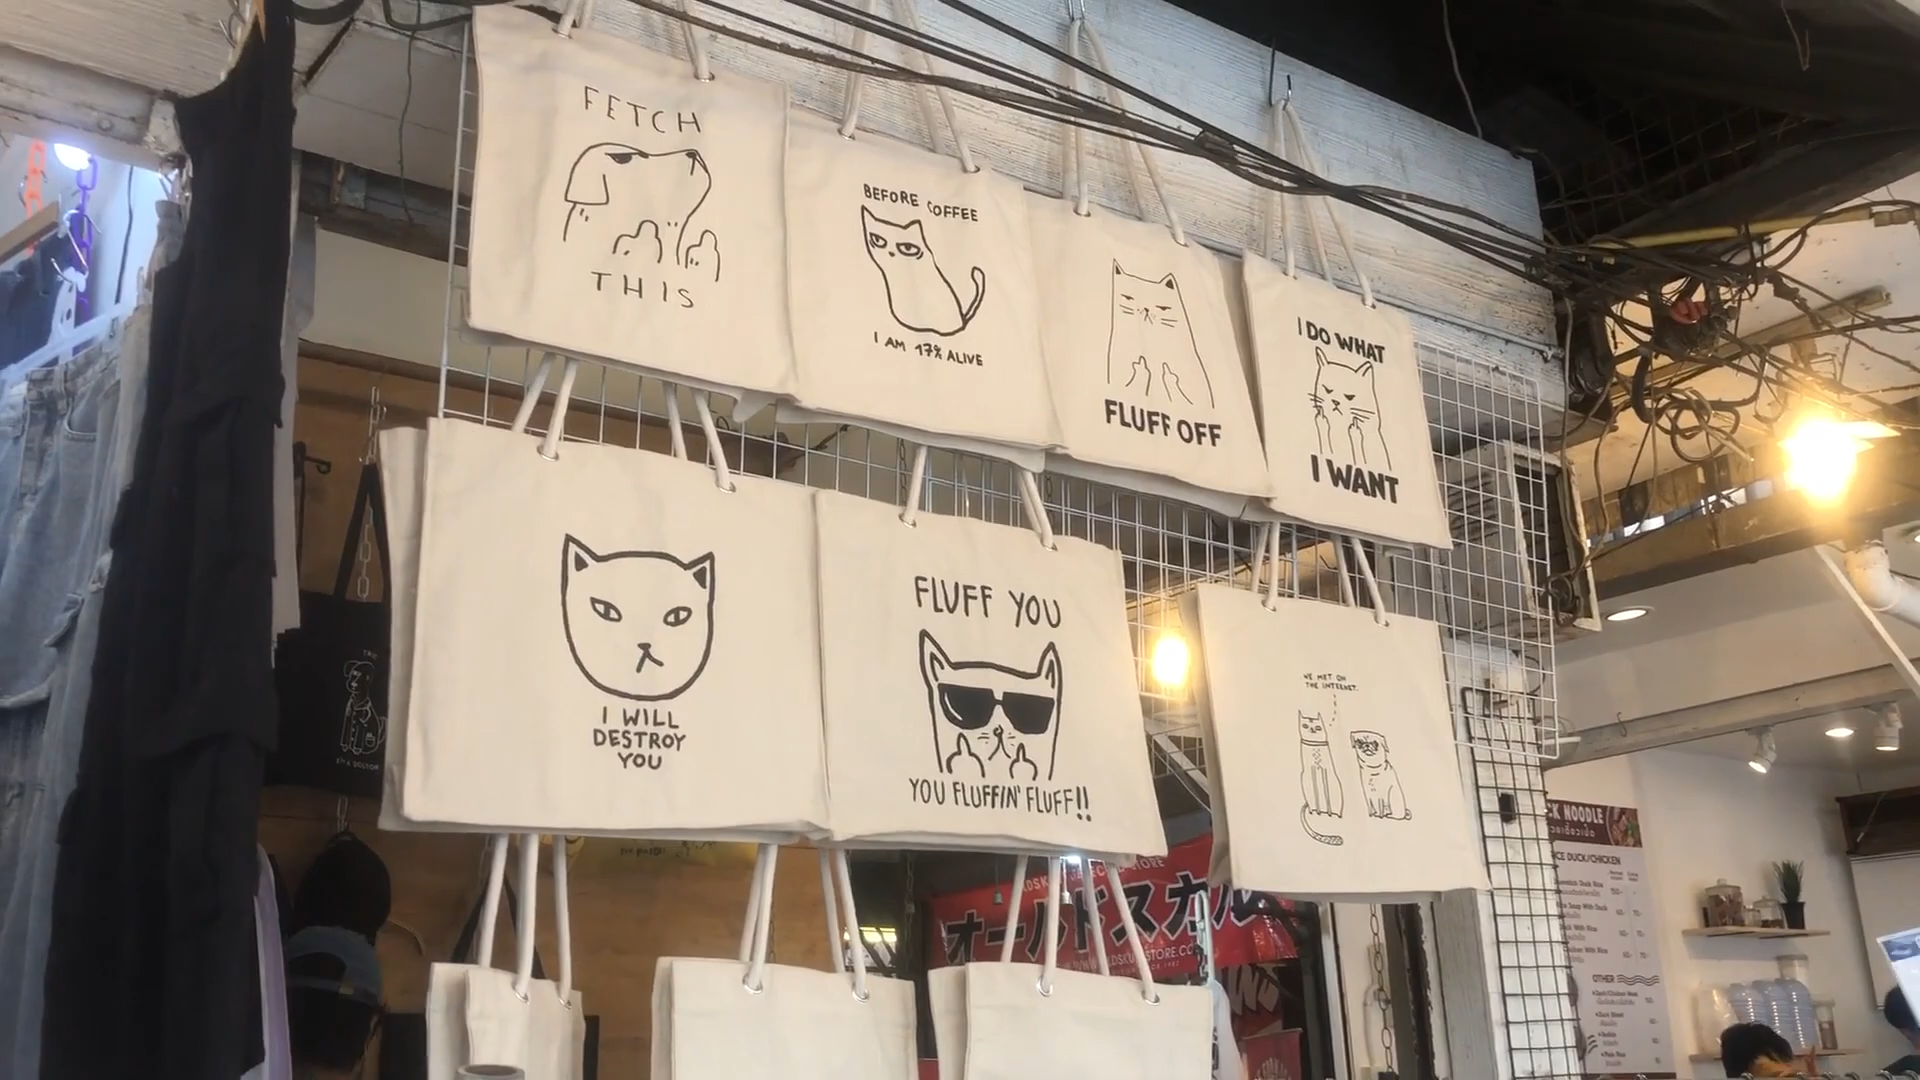 FETCH
THIS
BEFORE COFFEE
I AM 17% ALIVE
FLUFF OFF
I DO WHAT
I WANT
I WILL
DESTROY
YOU
FLUFF YOU
YOU FLUFFIN' FLUFF!!
WE MET ON
THE INTERNET.
オールドスカル
CK NOODLE
DUCK/CHICKEN
OTHER